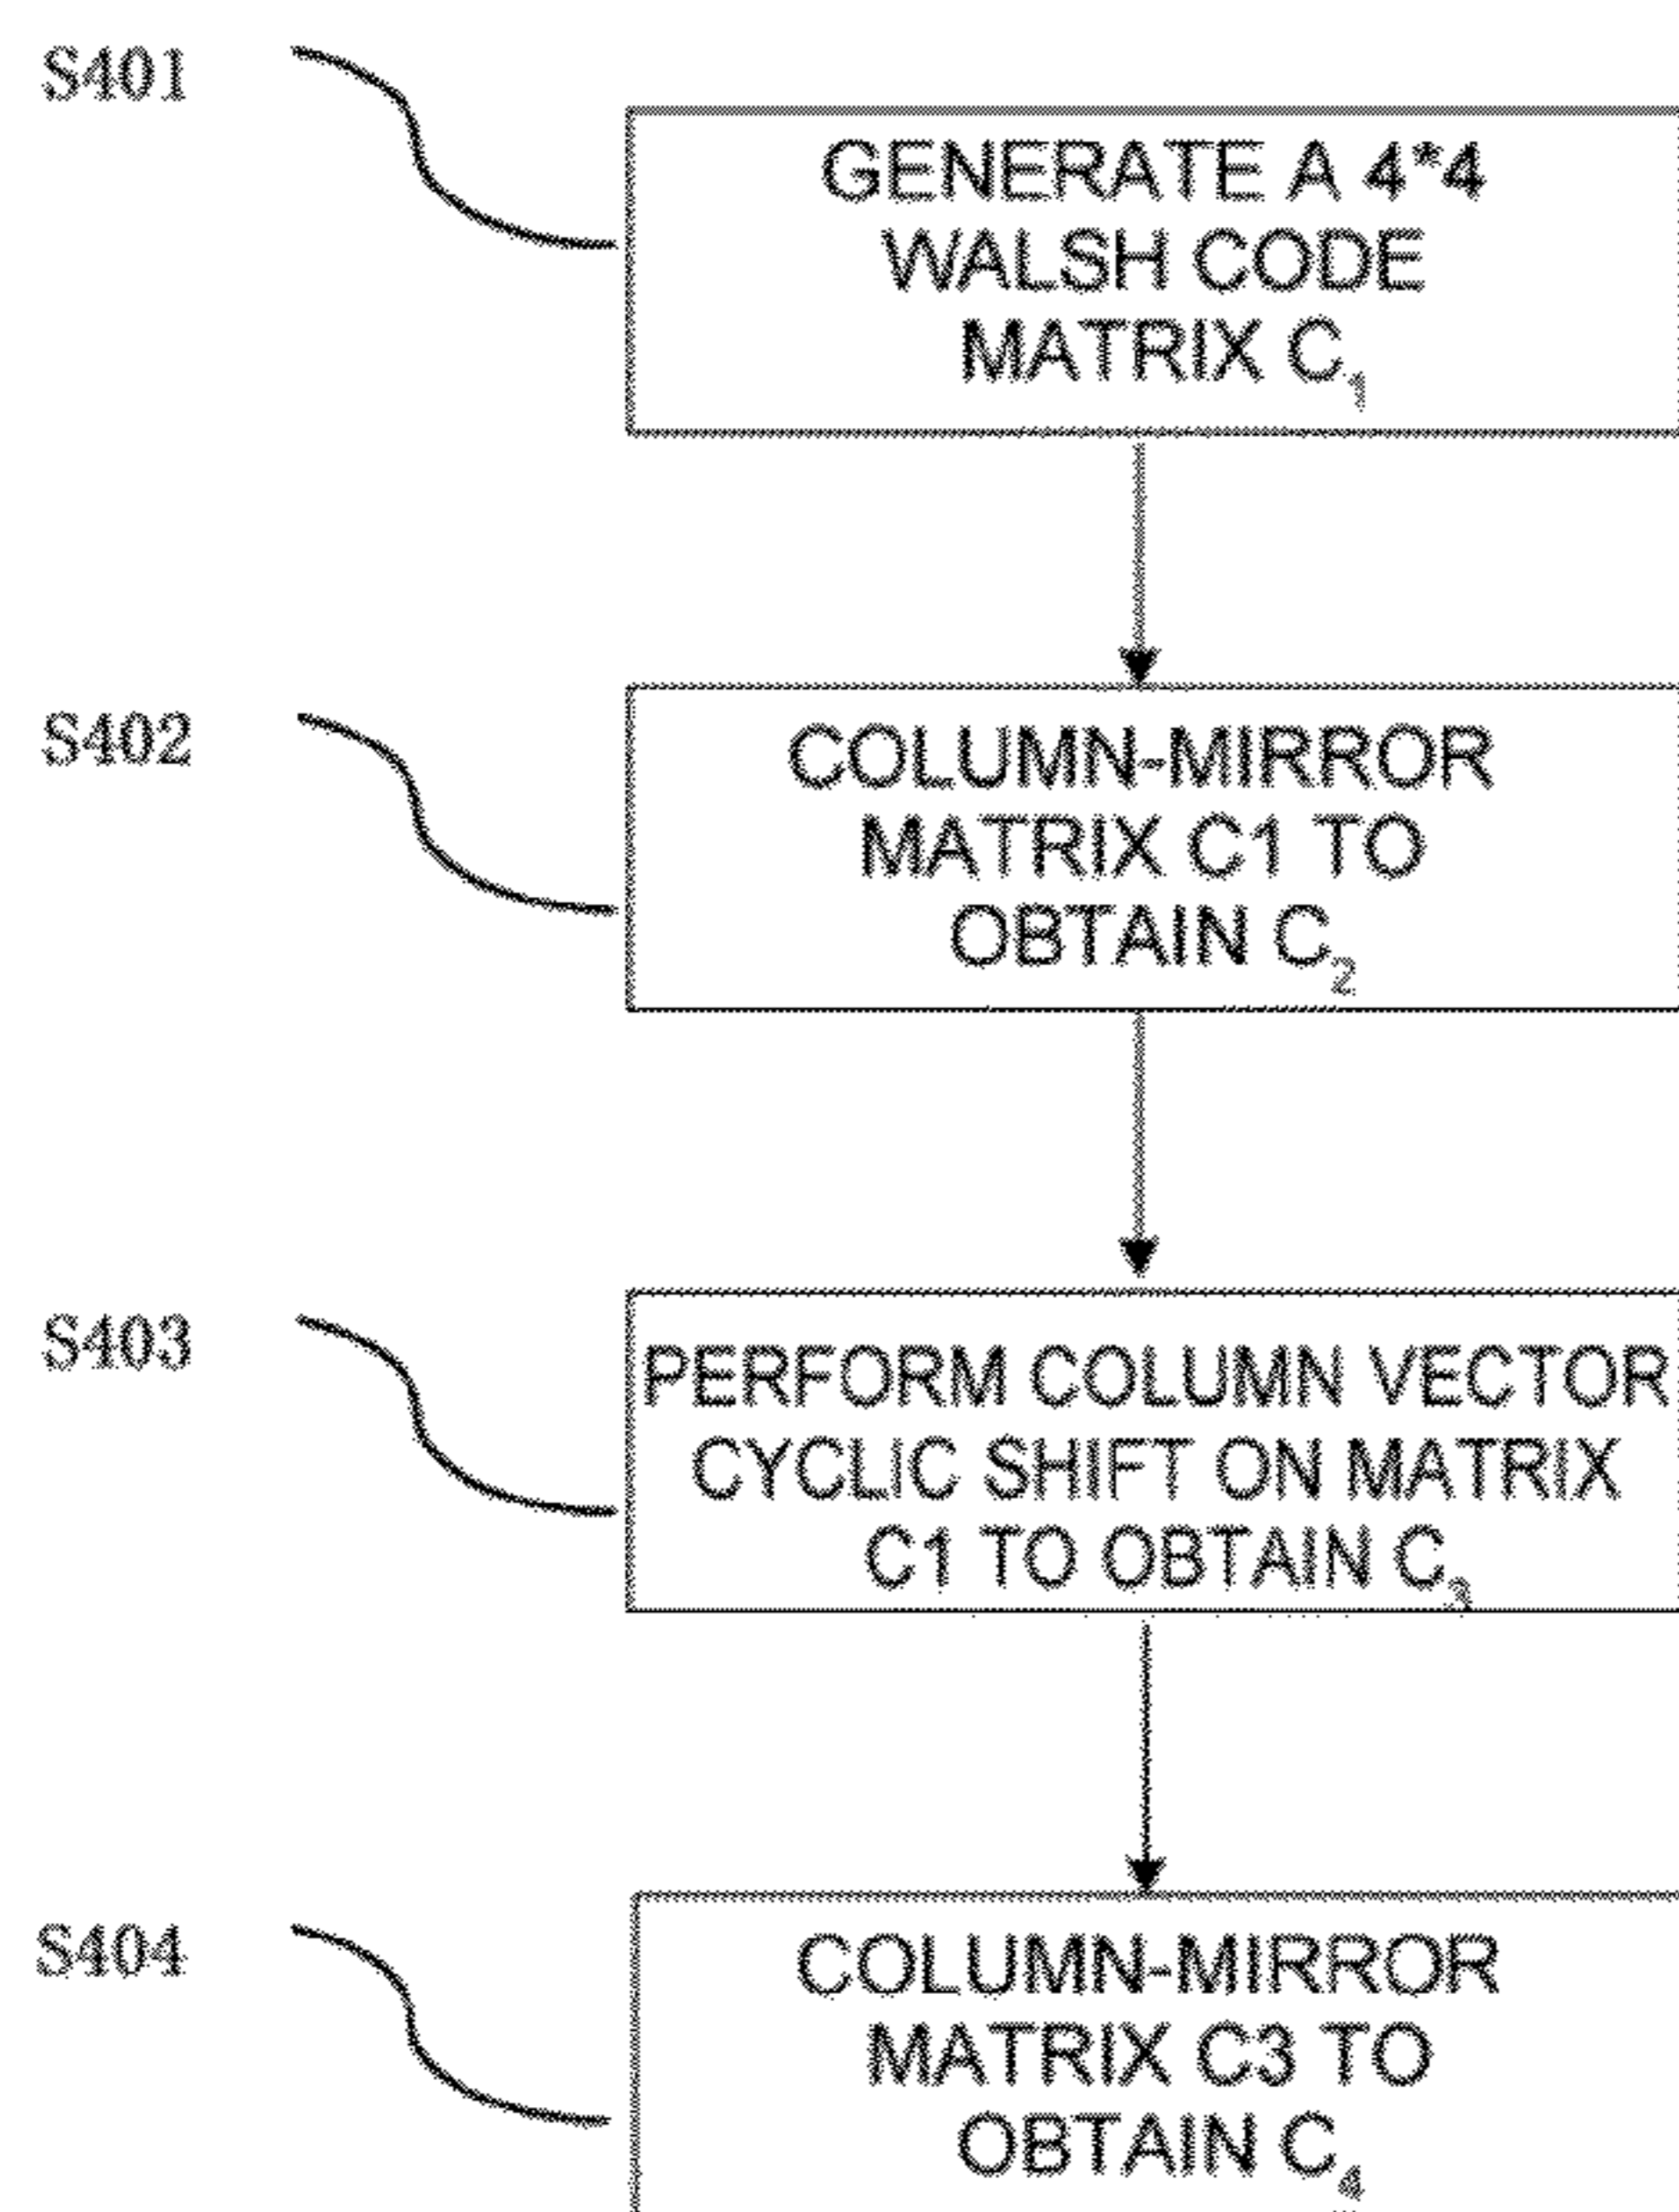 S401
GENERATE A 4*4
WALSH CODE
MATRIX C₁
S402
COLUMN-MIRROR
MATRIX C1 TO
OBTAIN C₂
S403
PERFORM COLUMN VECTOR
CYCLIC SHIFT ON MATRIX
C1 TO OBTAIN C₃
S404
COLUMN-MIRROR
MATRIX C3 TO
OBTAIN C₄